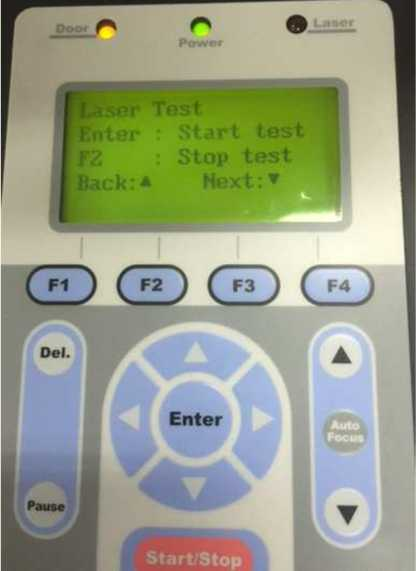 Door
Power
Laser
Laser Test
Enter : Start test
F2 : Stop test
Back:▲ Next:▼
F1 F2 F3 F4
Del.
Enter
Auto
Focus
Pause
Start/Stop